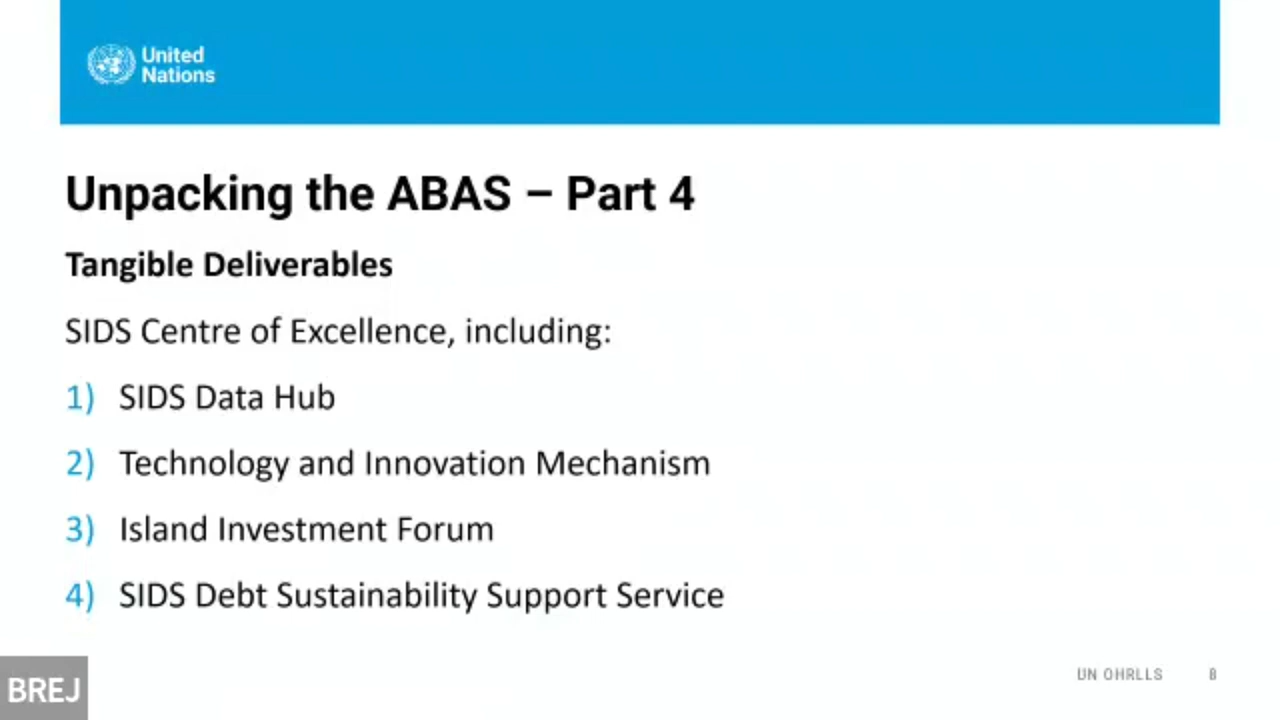 United
Nations
Unpacking the ABAS – Part 4
Tangible Deliverables
SIDS Centre of Excellence, including:
1) SIDS Data Hub
2) Technology and Innovation Mechanism
3) Island Investment Forum
4) SIDS Debt Sustainability Support Service
UN OHRLLS 8
BREJ